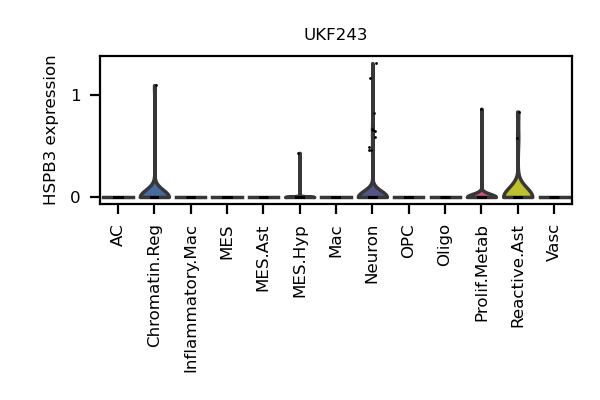 UKF243
HSPB3 expression
1
0
AC
Chromatin.Reg
Inflammatory.Mac
MES
MES.Ast
MES.Hyp
Mac
Neuron
OPC
Oligo
Prolif.Metab
Reactive.Ast
Vasc